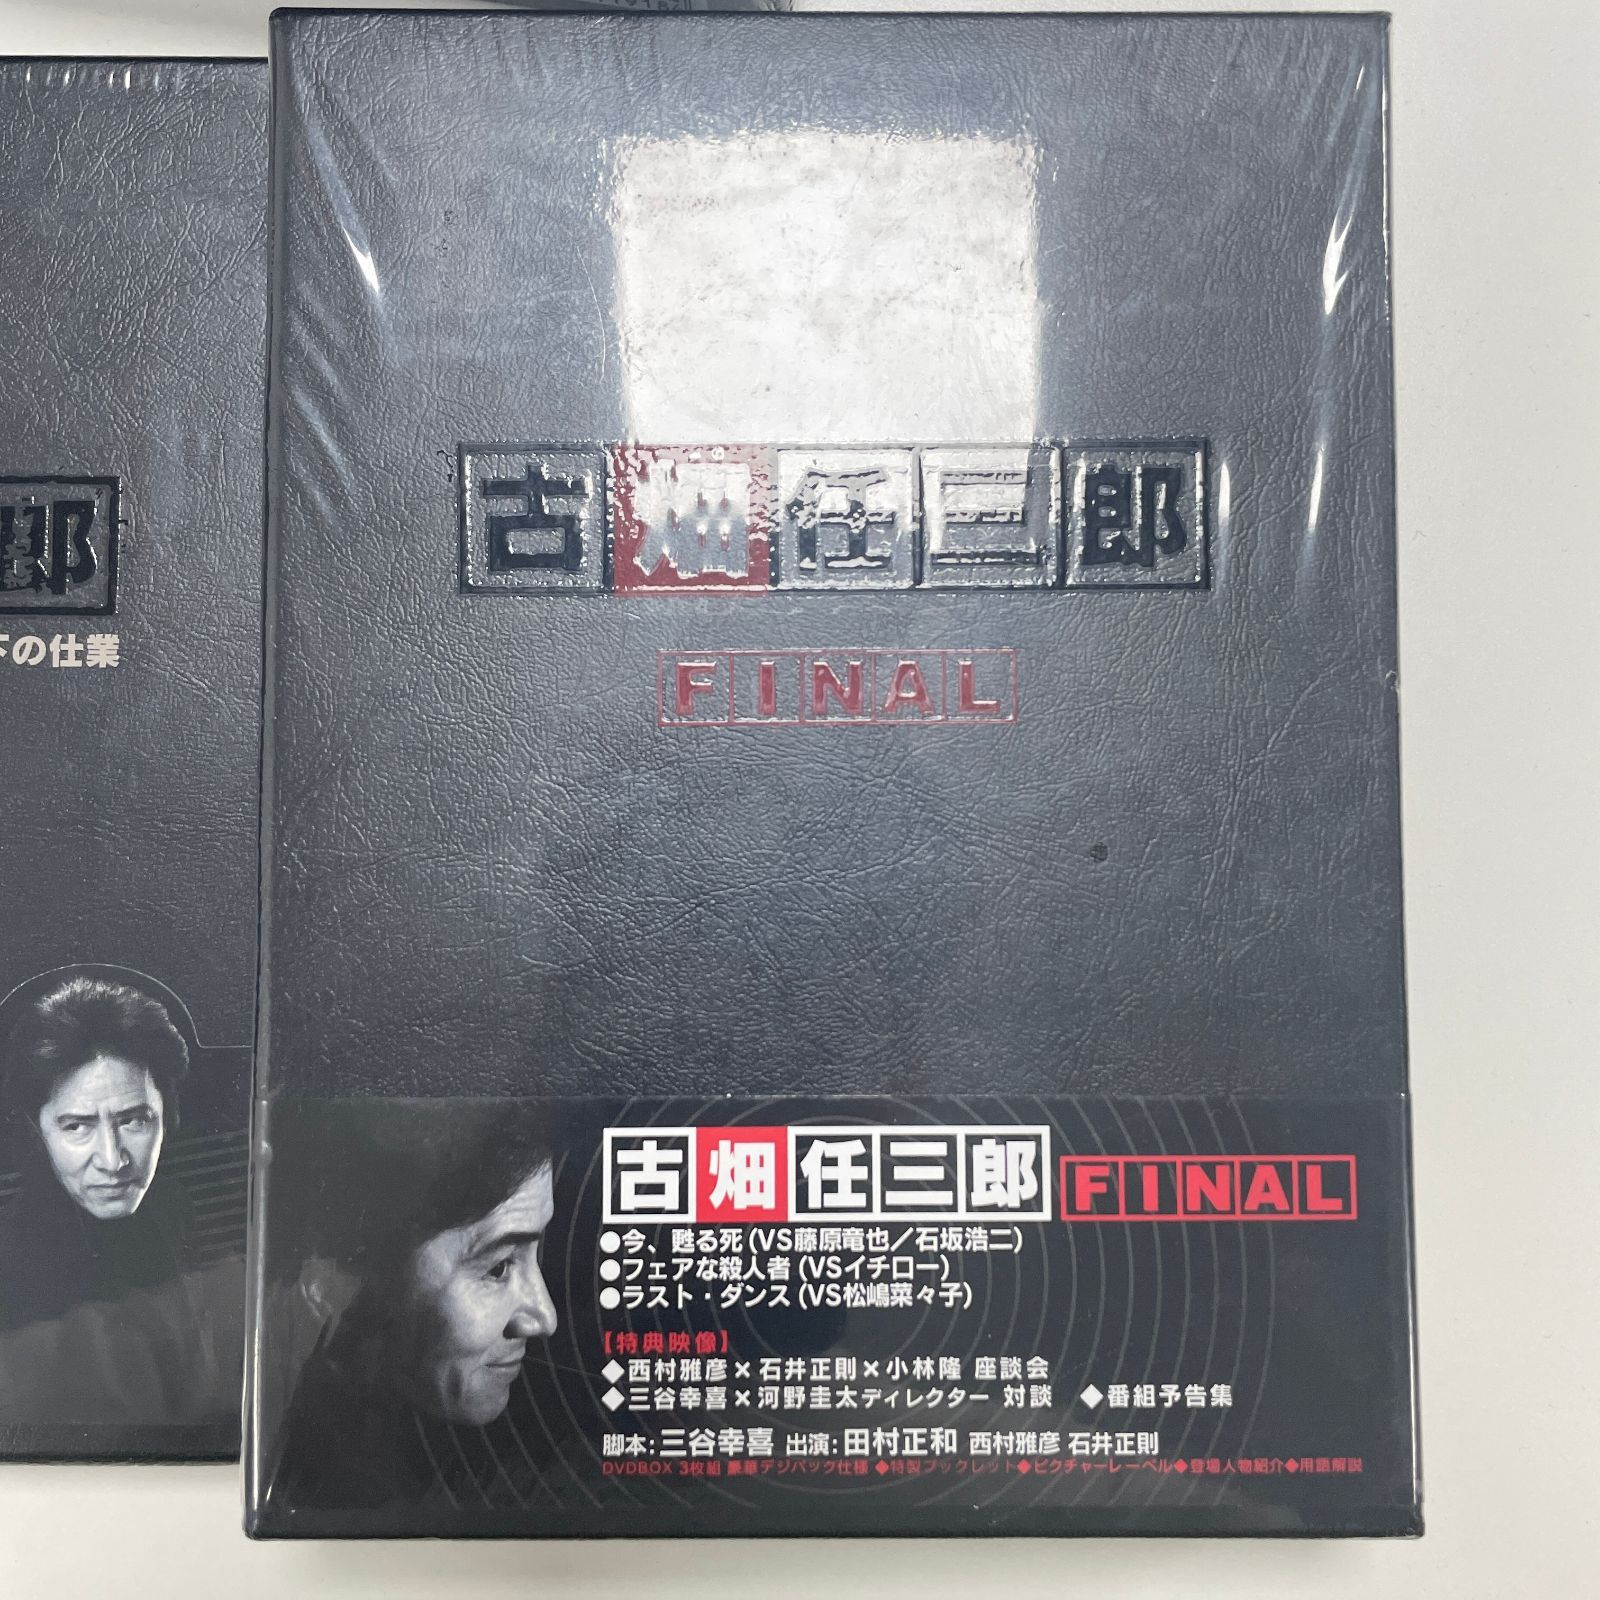 郎
下の仕業
古畑任三郎
FINAL
古畑任三郎 FINAL
●今、甦る死 (VS藤原竜也／石坂浩二)
●フェアな殺人者 (VSイチロー)
●ラスト・ダンス (VS松嶋菜々子)
【特典映像】
◆西村雅彦×石井正則×小林隆 座談会
◆三谷幸喜×河野圭太ディレクター 対談 ◆番組予告集
脚本:三谷幸喜 出演:田村正和 西村雅彦 石井正則
DVDBOX 3枚組 豪華デジパック仕様 ◆特製ブックレット◆ピクチャーレーベル◆登場人物紹介◆用語解説